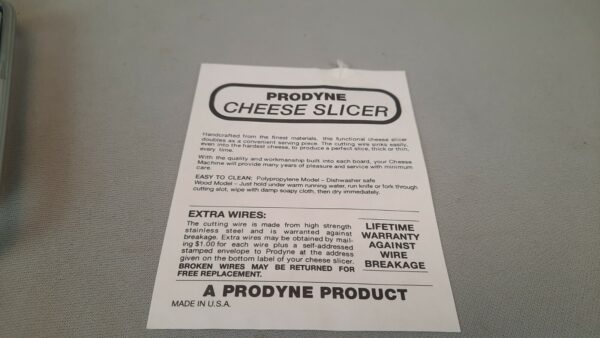 PRODYNE
CHEESE SLICER
Handcrafted from the finest materials, this functional cheese slicer
doubles as a convenient serving piece. The cutting wire sinks easily,
even into the hardest cheese, to produce a perfect slice, thick or thin,
every time.
With the quality and workmanship built into each board, your Cheese
Machine will provide many years of pleasure and service with minimum
care.
EASY TO CLEAN: Polypropylene Model – Dishwasher safe
Wood Model – Just hold under warm running water, run knife or fork through
cutting slot, wipe with damp soapy cloth, then dry immediately.
EXTRA WIRES:
The cutting wire is made from high strength
stainless steel and is warranted against
breakage. Extra wires may be obtained by mail-
ing $1.00 for each wire plus a self-addressed
stamped envelope to Prodyne at the address
given on the bottom label of your cheese slicer.
BROKEN WIRES MAY BE RETURNED FOR
FREE REPLACEMENT.
LIFETIME
WARRANTY
AGAINST
WIRE
BREAKAGE
A PRODYNE PRODUCT
MADE IN U.S.A.